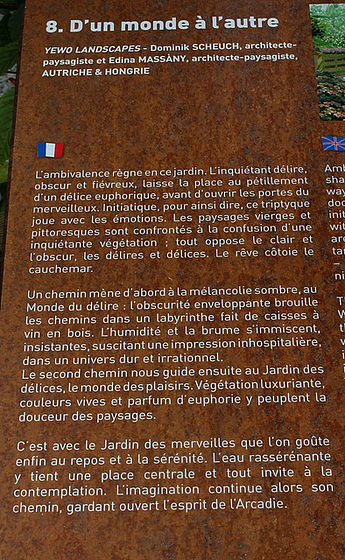 8. D'un monde à l'autre
YEWO LANDSCAPES - Dominik SCHEUCH, architecte-
paysagiste et Edina MASSÀNY, architecte-paysagiste,
AUTRICHE & HONGRIE
L'ambivalence règne en ce jardin. L'inquiétant délire,
obscur et fiévreux, laisse la place au pétillement
d'un délice euphorique, avant d'ouvrir les portes du
merveilleux. Initiatique, pour ainsi dire, ce triptyque
joue avec les émotions. Les paysages vierges et
pittoresques sont confrontés à la confusion d'une
inquiétante végétation ; tout oppose le clair et
l'obscur, les délires et délices. Le rêve côtoie le
cauchemar.
Un chemin mène d'abord à la mélancolie sombre, au
Monde du délire : l'obscurité enveloppante brouille
les chemins dans un labyrinthe fait de caisses à
vin en bois. L'humidité et la brume s'immiscent,
insistantes, suscitant une impression inhospitalière,
dans un univers dur et irrationnel.
Le second chemin nous guide ensuite au Jardin des
délices, le monde des plaisirs. Végétation luxuriante,
couleurs vives et parfum d'euphorie y peuplent la
douceur des paysages.
C'est avec le Jardin des merveilles que l'on goûte
enfin au repos et à la sérénité. L'eau rassérénante
y tient une place centrale et tout invite à la
contemplation. L'imagination continue alors son
chemin, gardant ouvert l'esprit de l'Arcadie.